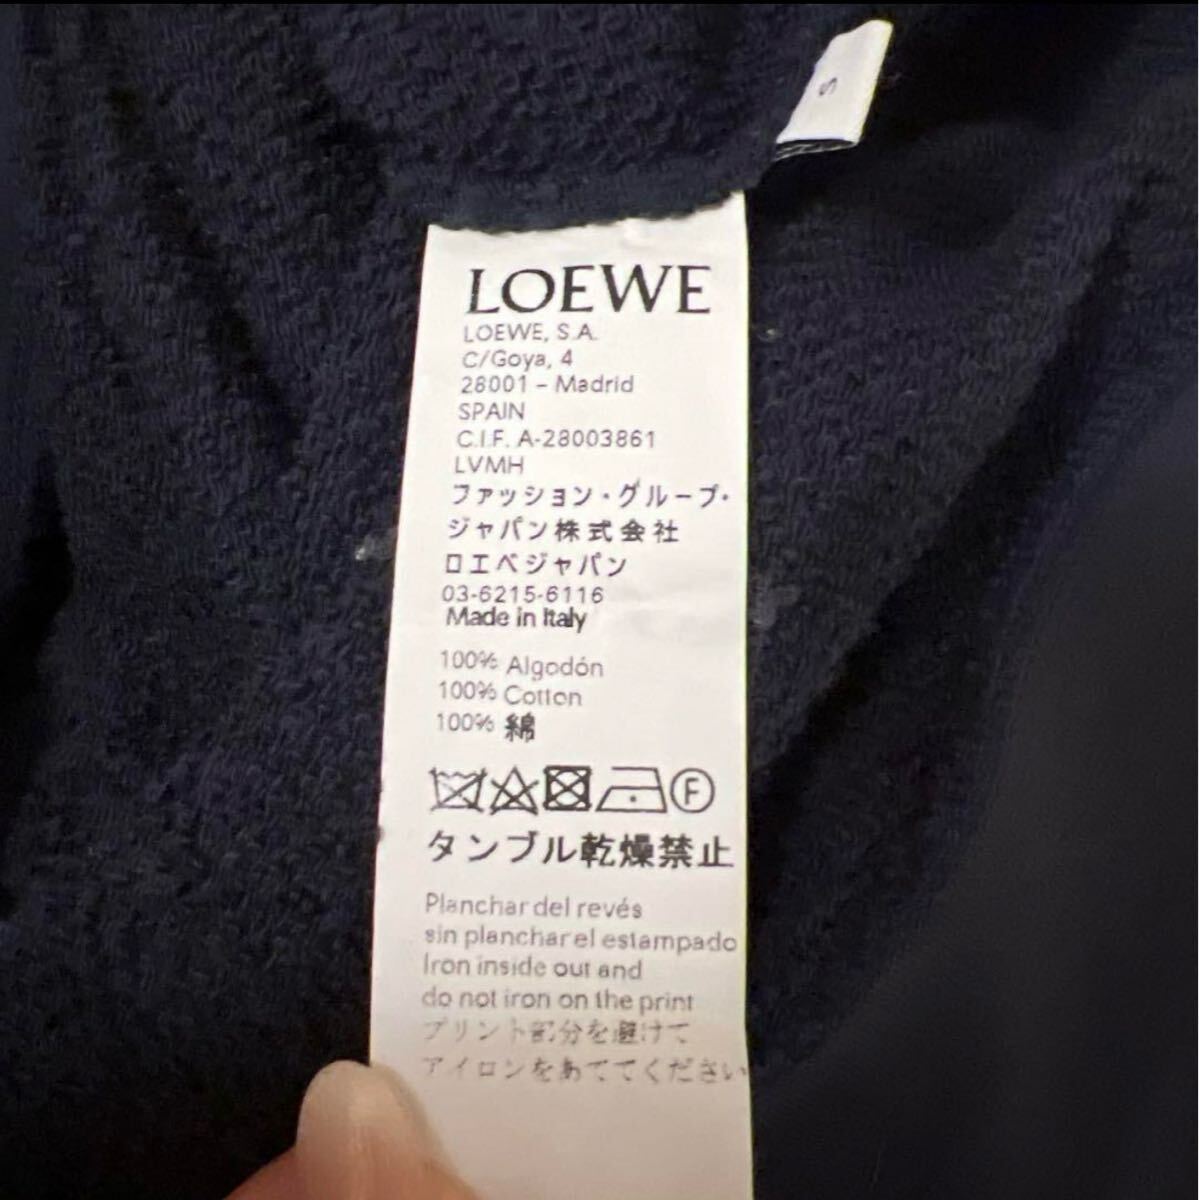 S
LOEWE
LOEWE, S.A.
C/Goya, 4
28001 – Madrid
SPAIN
C.I.F. A-28003861
LVMH
ファッション・グループ・
ジャパン株式会社
ロエベジャパン
03-6215-6116
Made in Italy
100% Algodón
100% Cotton
100% 綿
F
タンブル乾燥禁止
Planchar del revés
sin planchar el estampado
Iron inside out and
do not iron on the print
プリント部分を避けて
アイロンをあててください